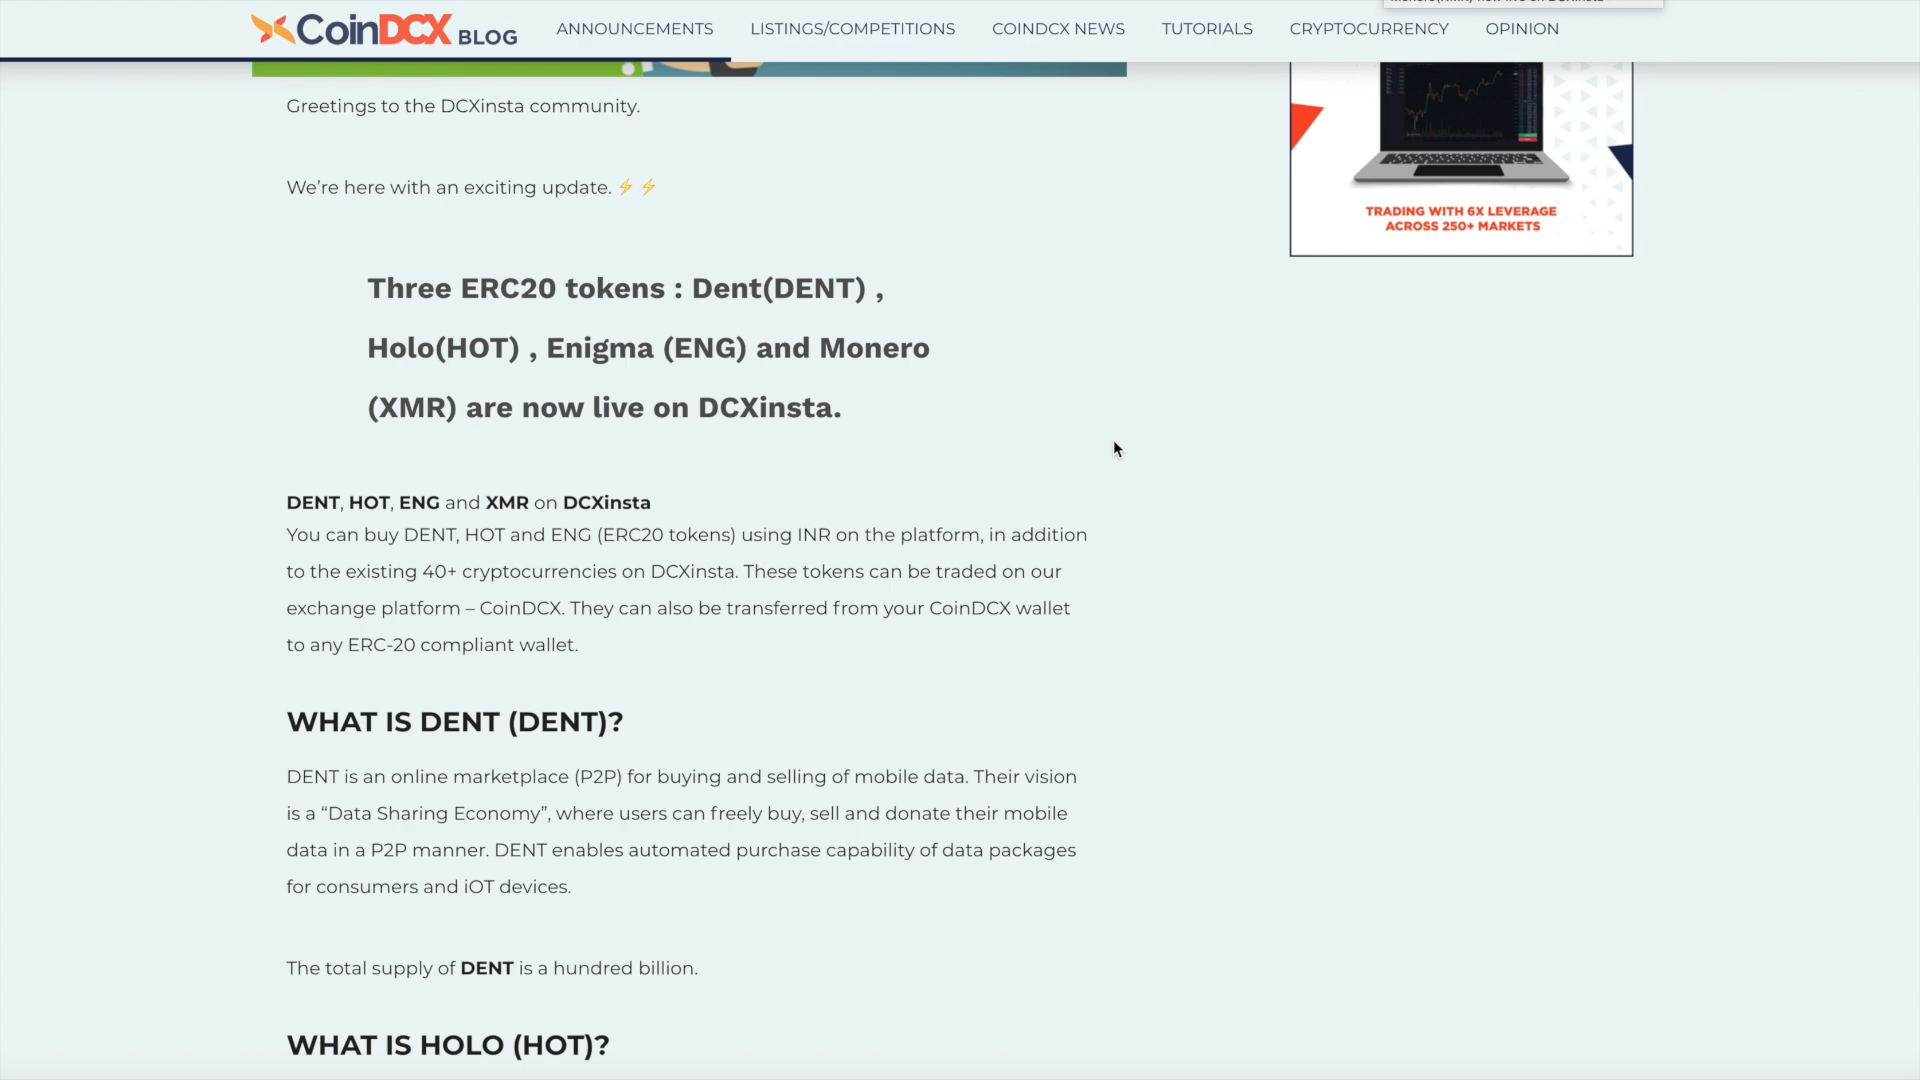 CoinDCX BLOG
ANNOUNCEMENTS
LISTINGS/COMPETITIONS
COINDCX NEWS
TUTORIALS
CRYPTOCURRENCY
OPINION
Greetings to the DCXinsta community.
We’re here with an exciting update. ⚡ ⚡
TRADING WITH 6X LEVERAGE
ACROSS 250+ MARKETS
Three ERC20 tokens : Dent(DENT) ,
Holo(HOT) , Enigma (ENG) and Monero
(XMR) are now live on DCXinsta.
DENT, HOT, ENG and XMR on DCXinsta
You can buy DENT, HOT and ENG (ERC20 tokens) using INR on the platform, in addition
to the existing 40+ cryptocurrencies on DCXinsta. These tokens can be traded on our
exchange platform – CoinDCX. They can also be transferred from your CoinDCX wallet
to any ERC-20 compliant wallet.
WHAT IS DENT (DENT)?
DENT is an online marketplace (P2P) for buying and selling of mobile data. Their vision
is a “Data Sharing Economy”, where users can freely buy, sell and donate their mobile
data in a P2P manner. DENT enables automated purchase capability of data packages
for consumers and iOT devices.
The total supply of DENT is a hundred billion.
WHAT IS HOLO (HOT)?